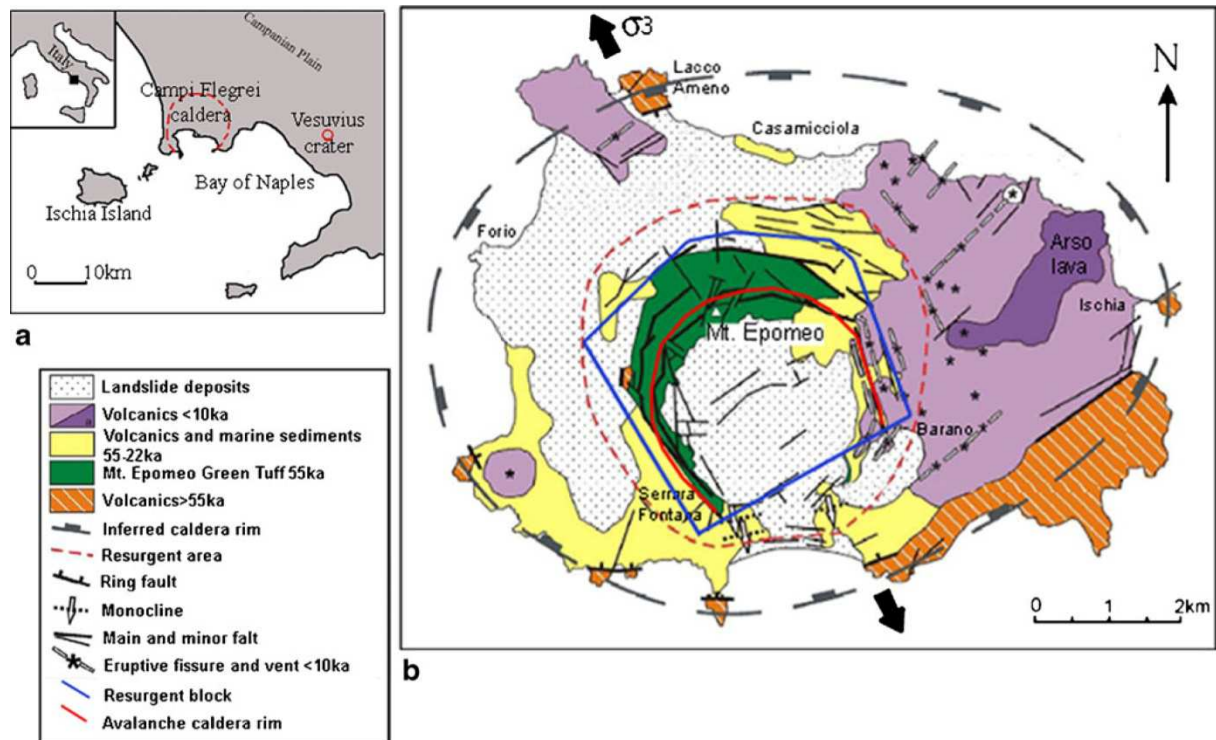 Italy
Campanian Plain
Campi Flegrei
caldera
Vesuvius
crater
Bay of Naples
Ischia Island
0 10km
a
Landslide deposits
a
Volcanics <10ka
Volcanics and marine sediments
55-22ka
Mt. Epomeo Green Tuff 55ka
Volcanics>55ka
Inferred caldera rim
Resurgent area
Ring fault
Monocline
Main and minor falt
Eruptive fissure and vent <10ka
Resurgent block
Avalanche caldera rim
σ3
N
Lacco
Ameno
Casamicciola
Forio
Arso
lava
Ischia
Mt. Epomeo
Barano
Serrara
Fontana
0 1 2km
b